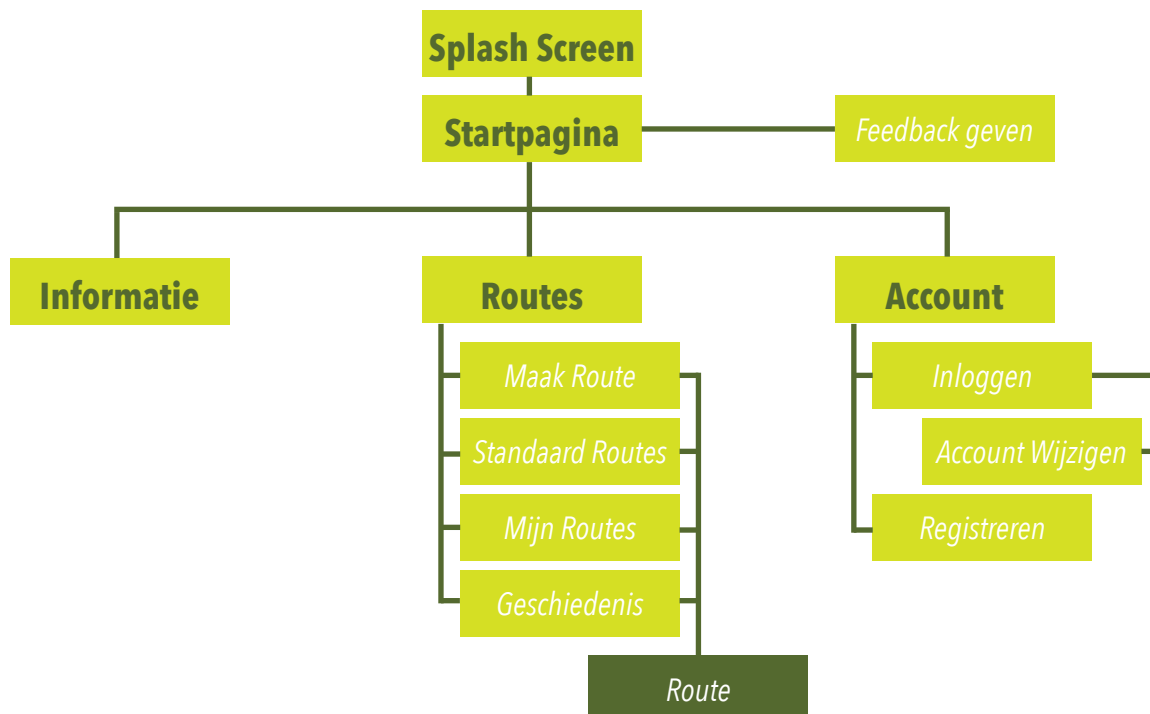 Splash Screen
Startpagina
Feedback geven
Informatie
Routes
Account
Maak Route
Standaard Routes
Mijn Routes
Geschiedenis
Route
Inloggen
Account Wijzigen
Registreren